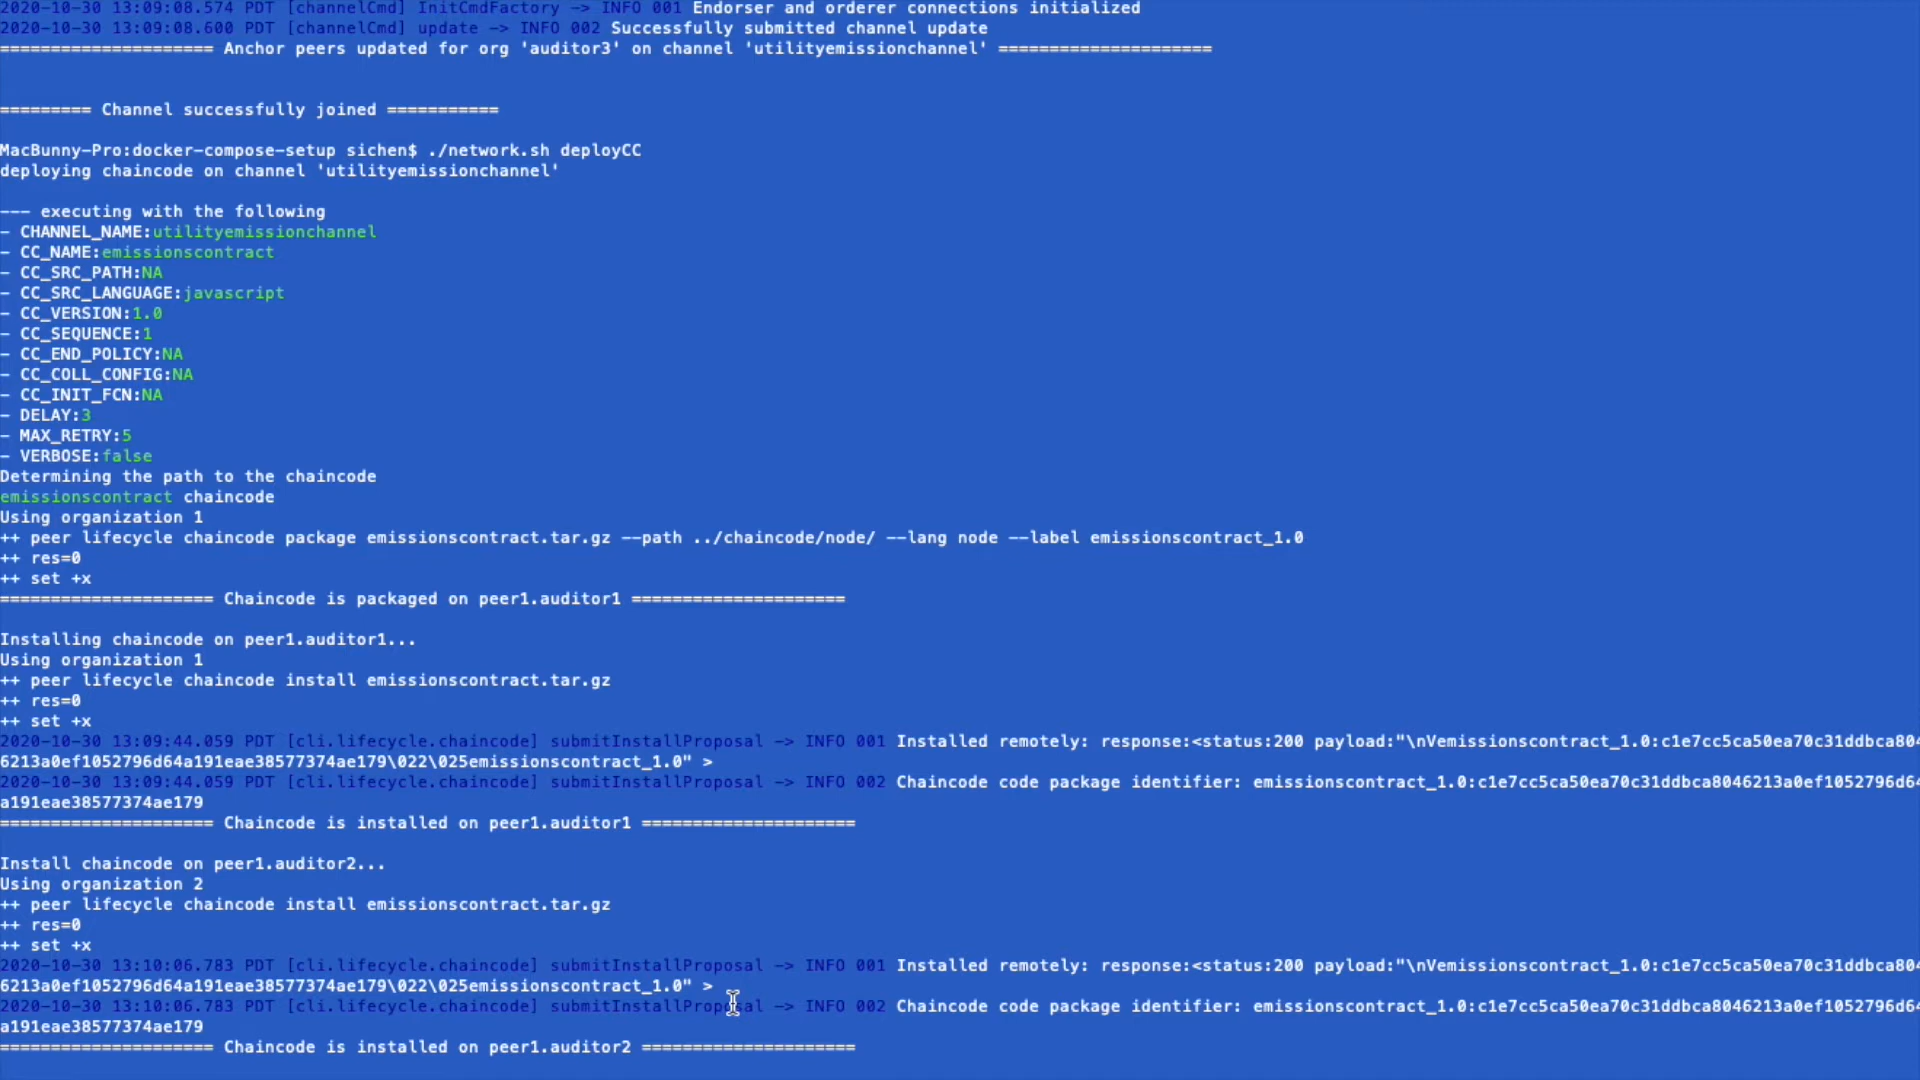 2020-10-30 13:09:08.574 PDT [channelCmd] InitCmdFactory -> INFO 001 Endorser and orderer connections initialized
2020-10-30 13:09:08.600 PDT [channelCmd] update -> INFO 002 Successfully submitted channel update
===================== Anchor peers updated for org 'auditor3' on channel 'utilityemissionchannel' =====================
========= Channel successfully joined ===========
MacBunny-Pro:docker-compose-setup sichen$ ./network.sh deployCC
deploying chaincode on channel 'utilityemissionchannel'
--- executing with the following
- CHANNEL_NAME:utilityemissionchannel
- CC_NAME:emissionscontract
- CC_SRC_PATH:NA
- CC_SRC_LANGUAGE:javascript
- CC_VERSION:1.0
- CC_SEQUENCE:1
- CC_END_POLICY:NA
- CC_COLL_CONFIG:NA
- CC_INIT_FCN:NA
- DELAY:3
- MAX_RETRY:5
- VERBOSE:false
Determining the path to the chaincode
emissionscontract chaincode
Using organization 1
++ peer lifecycle chaincode package emissionscontract.tar.gz --path ../chaincode/node/ --lang node --label emissionscontract_1.0
++ res=0
++ set +x
===================== Chaincode is packaged on peer1.auditor1 =====================
Installing chaincode on peer1.auditor1...
Using organization 1
++ peer lifecycle chaincode install emissionscontract.tar.gz
++ res=0
++ set +x
2020-10-30 13:09:44.059 PDT [cli.lifecycle.chaincode] submitInstallProposal -> INFO 001 Installed remotely: response:<status:200 payload:"\nVemissionscontract_1.0:c1e7cc5ca50ea70c31ddbca804
6213a0ef1052796d64a191eae38577374ae179\022\025emissionscontract_1.0" >
2020-10-30 13:09:44.059 PDT [cli.lifecycle.chaincode] submitInstallProposal -> INFO 002 Chaincode code package identifier: emissionscontract_1.0:c1e7cc5ca50ea70c31ddbca8046213a0ef1052796d64
a191eae38577374ae179
===================== Chaincode is installed on peer1.auditor1 =====================
Install chaincode on peer1.auditor2...
Using organization 2
++ peer lifecycle chaincode install emissionscontract.tar.gz
++ res=0
++ set +x
2020-10-30 13:10:06.783 PDT [cli.lifecycle.chaincode] submitInstallProposal -> INFO 001 Installed remotely: response:<status:200 payload:"\nVemissionscontract_1.0:c1e7cc5ca50ea70c31ddbca804
6213a0ef1052796d64a191eae38577374ae179\022\025emissionscontract_1.0" >
2020-10-30 13:10:06.783 PDT [cli.lifecycle.chaincode] submitInstallProposal -> INFO 002 Chaincode code package identifier: emissionscontract_1.0:c1e7cc5ca50ea70c31ddbca8046213a0ef1052796d64
a191eae38577374ae179
===================== Chaincode is installed on peer1.auditor2 =====================